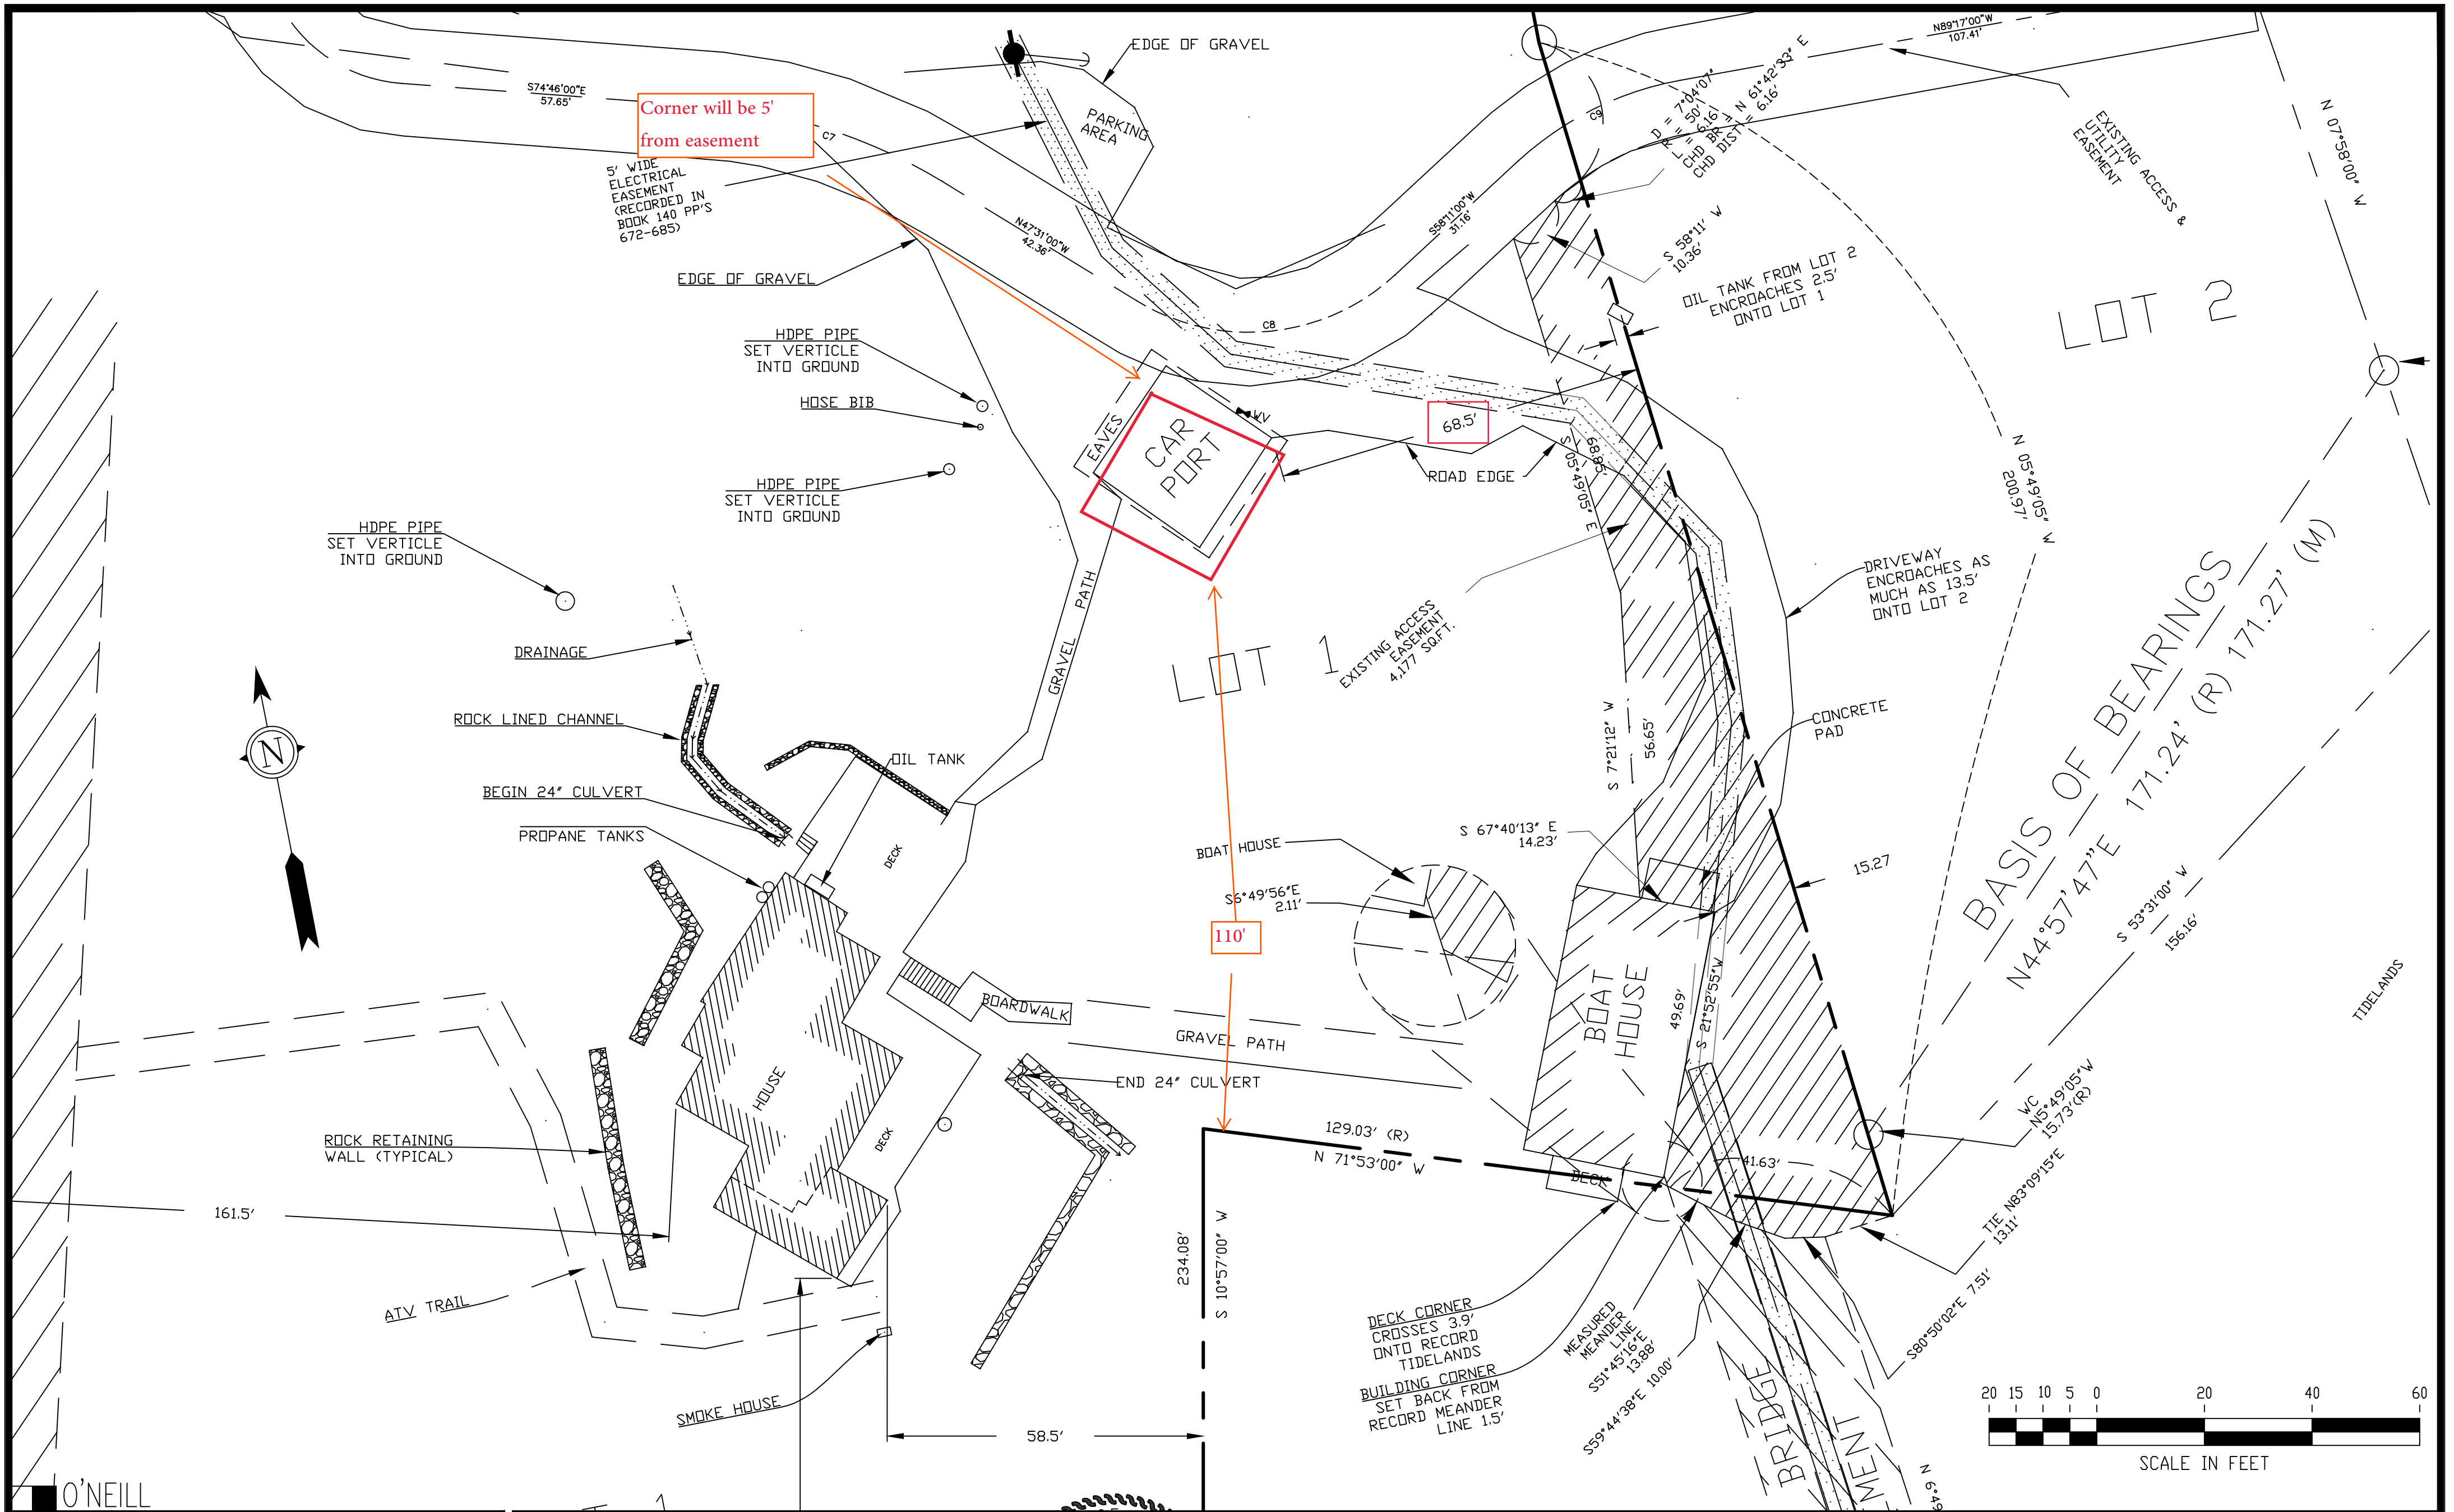 EDGE OF GRAVEL
N89°17'00"W
107.41'
S74°46'00"E
57.65'
Corner will be 5'
from easement
C7
PARKING
AREA
C9
D = 7°04'07"
R = 50'
L = 6.16'
CHD BR = N 61°42'33" E
CHD DIST = 6.16'
EXISTING ACCESS &
UTILITY
EASEMENT
N 07°58'00" W
5' WIDE
ELECTRICAL
EASEMENT
(RECORDED IN
BOOK 140 PP'S
672-685)
N47°31'00"W
42.36'
S58°11'00"W
31.16'
S 58°11' W
10.36'
EDGE OF GRAVEL
OIL TANK FROM LOT 2
ENCROACHES 2.5'
ONTO LOT 1
LOT 2
C8
HDPE PIPE
SET VERTICLE
INTO GROUND
HOSE BIB
EAVES
CAR
PORT
WV
68.5'
ROAD EDGE
S 05°49'05" E
68.85'
N 05°49'05" W
200.97'
HDPE PIPE
SET VERTICLE
INTO GROUND
HDPE PIPE
SET VERTICLE
INTO GROUND
DRIVEWAY
ENCROACHES AS
MUCH AS 13.5'
ONTO LOT 2
GRAVEL PATH
LOT 1
EXISTING ACCESS
EASEMENT
4,177 SQ.FT.
BASIS OF BEARINGS
N44°57'47"E 171.24' (R) 171.27' (M)
DRAINAGE
ROCK LINED CHANNEL
N
OIL TANK
S 7°21'12" W
56.65'
CONCRETE
PAD
BEGIN 24" CULVERT
PROPANE TANKS
DECK
BOAT HOUSE
S 67°40'13" E
14.23'
15.27
S6°49'56"E
2.11'
110'
S 53°31'00" W
156.16'
TIDELANDS
BOARDWALK
GRAVEL PATH
BOAT
HOUSE
49.69'
S 21°52'55"W
HOUSE
END 24" CULVERT
DECK
WC
N5°49'05"W
15.73'(R)
ROCK RETAINING
WALL (TYPICAL)
129.03' (R)
N 71°53'00" W
41.63'
DECK
161.5'
234.08'
S 10°57'00" W
TIE N83°09'15"E
13.11'
ATV TRAIL
DECK CORNER
CROSSES 3.9'
ONTO RECORD
TIDELANDS
MEASURED
MEANDER
LINE
S51°45'16"E
13.88'
S80°50'02"E 7.51'
BUILDING CORNER
SET BACK FROM
RECORD MEANDER
LINE 1.5'
S59°44'38"E 10.00'
SMOKE HOUSE
58.5'
BRIDGE
MENT
N 6°49
20 15 10 5 0 20 40 60
SCALE IN FEET
O'NEILL